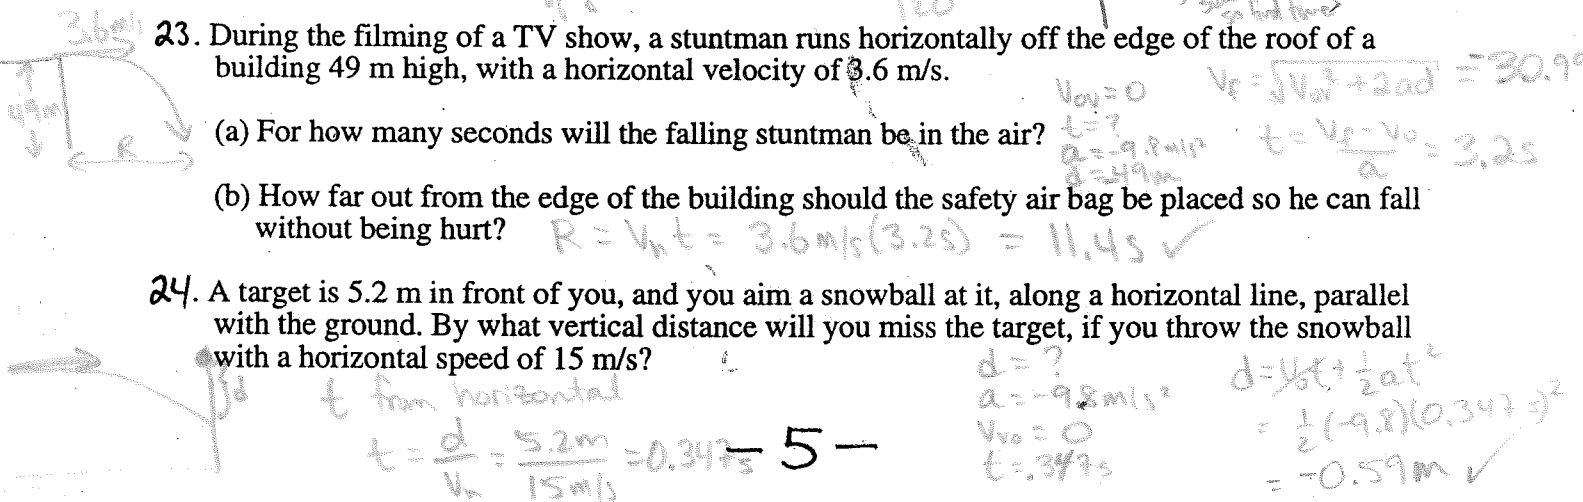 3.6m/s
23. During the filming of a TV show, a stuntman runs horizontally off the edge of the roof of a
building 49 m high, with a horizontal velocity of 3.6 m/s.
49m
R
Voy = 0
t = ?
a = -9.8m/s²
d = -49m
Vf = √Voy² + 2ad = 30.99
t = Vf - Vo / a = 3.2s
(a) For how many seconds will the falling stuntman be in the air?
(b) How far out from the edge of the building should the safety air bag be placed so he can fall
without being hurt?
R = Vh t = 3.6m/s(3.2s) = 11.4s ✓
24. A target is 5.2 m in front of you, and you aim a snowball at it, along a horizontal line, parallel
with the ground. By what vertical distance will you miss the target, if you throw the snowball
with a horizontal speed of 15 m/s?
d
t from horizontal
t = d / Vh = 5.2m / 15m/s = 0.347s
d = ?
a = -9.8m/s²
Vvo = 0
t = .347s
d = Vot + 1/2 at²
= 1/2 (-9.8)(0.347)²
= -0.59m ✓
- 5 -